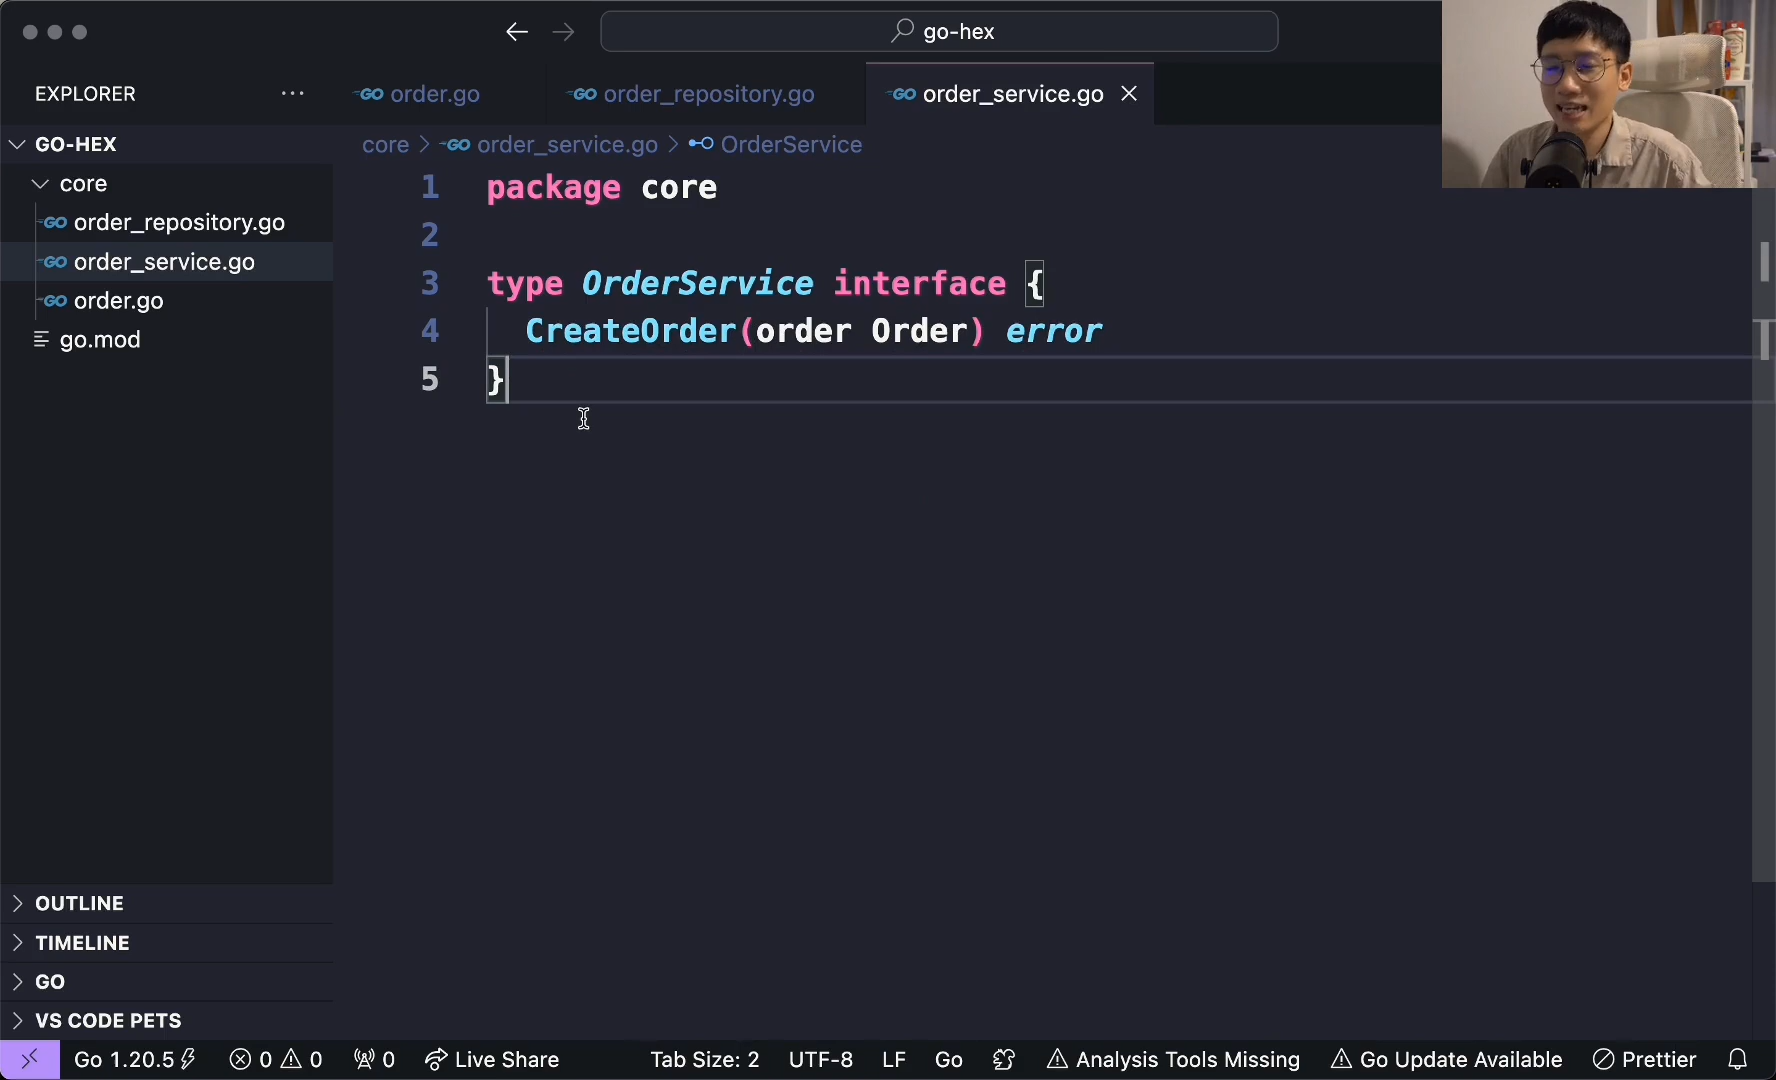 go-hex
EXPLORER
order.go
order_repository.go
order_service.go
GO-HEX
core > order_service.go > OrderService
core
order_repository.go
order_service.go
order.go
go.mod
1 package core
2
3 type OrderService interface {
4 CreateOrder(order Order) error
5 }
OUTLINE
TIMELINE
GO
VS CODE PETS
Go 1.20.5 0 0 0 Live Share Tab Size: 2 UTF-8 LF Go Analysis Tools Missing Go Update Available Prettier